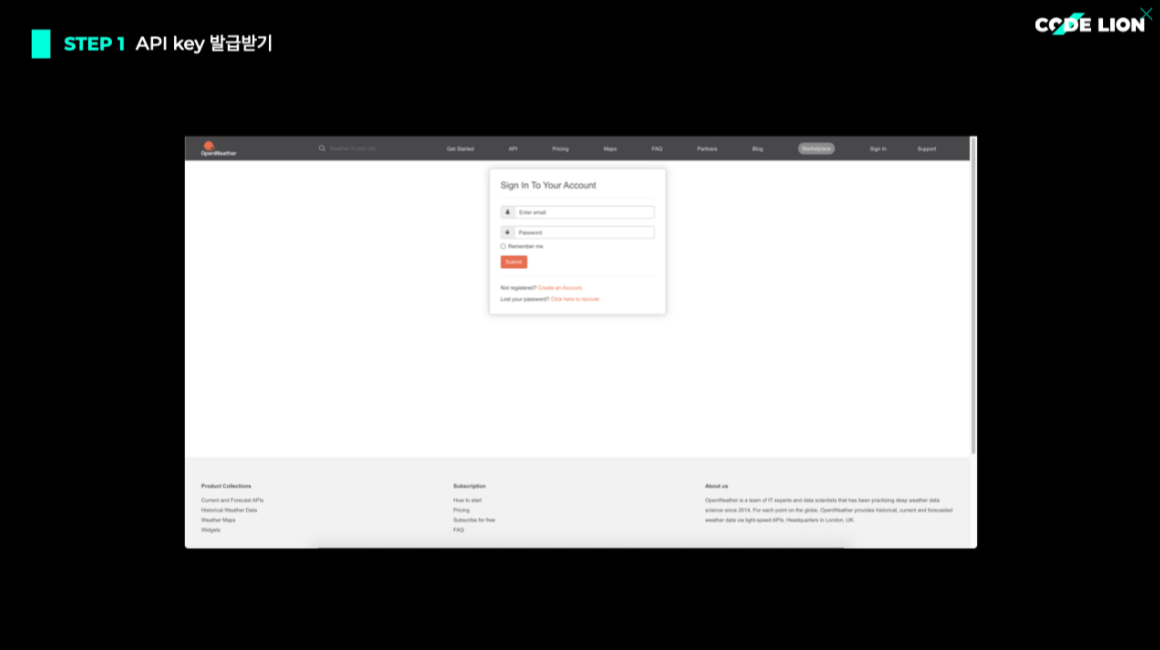 STEP 1 API key 발급받기
CODE LION
OpenWeather
Weather in your city
Get Started
API
Pricing
Maps
FAQ
Partners
Blog
Marketplace
Sign In
Support
Sign In To Your Account
Enter email
Password
Remember me
Submit
Not registered? Create an Account
Lost your password? Click here to recover
Product Collections
Current and Forecast APIs
Historical Weather Data
Weather Maps
Widgets
Subscription
How to start
Pricing
Subscribe for free
FAQ
About us
OpenWeather is a team of IT experts and data scientists that has been practising deep weather data
science since 2014. For each point on the globe, OpenWeather provides historical, current and forecasted
weather data via light-speed APIs. Headquarters in London, UK.